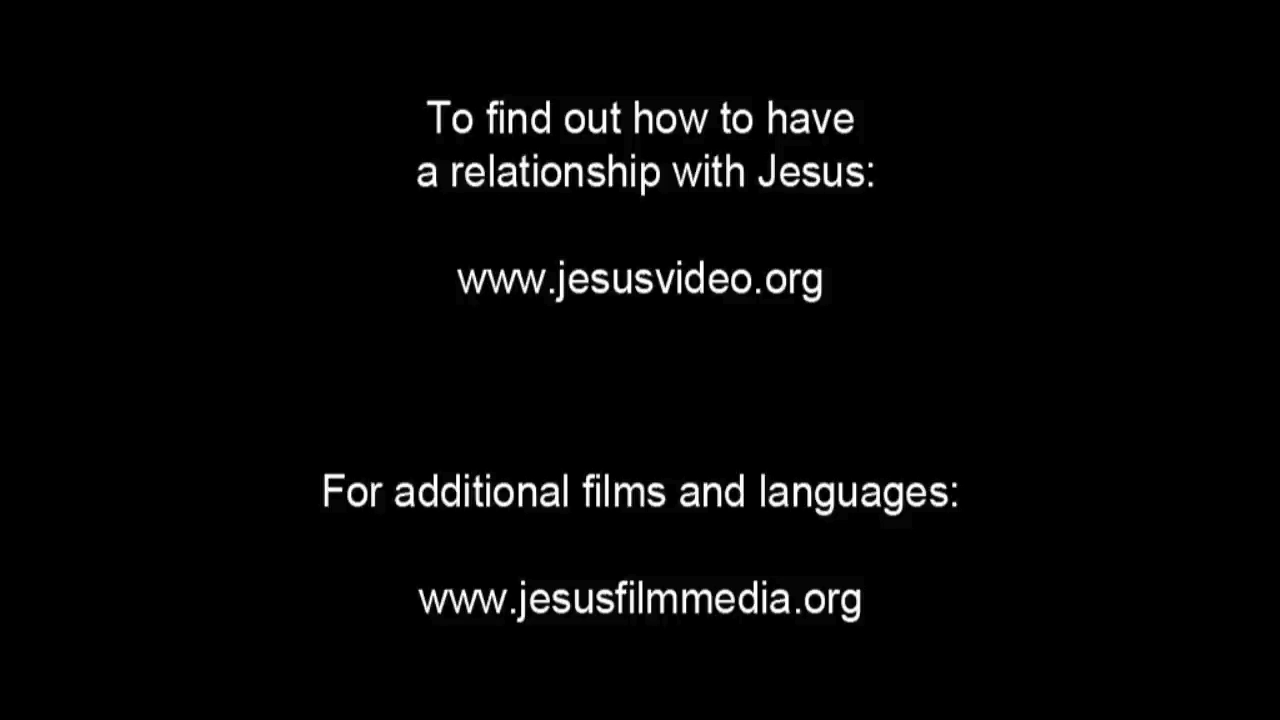 To find out how to have
a relationship with Jesus:
www.jesusvideo.org
For additional films and languages:
www.jesusfilmmedia.org